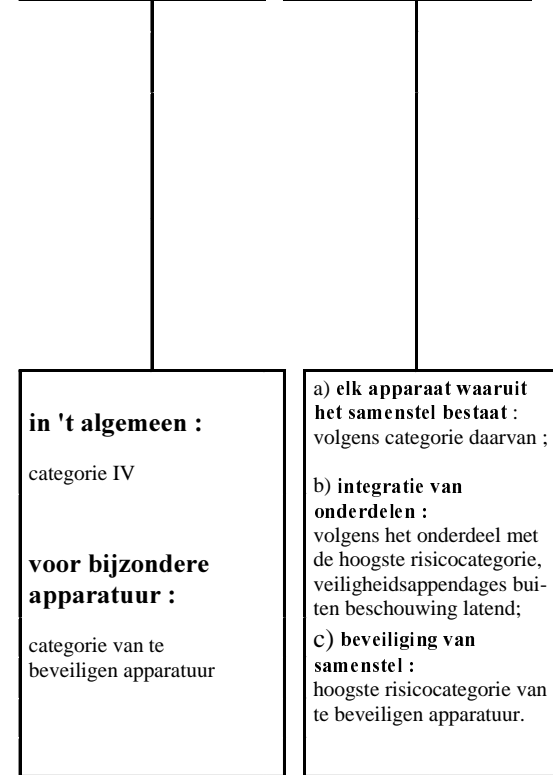 in 't algemeen :
categorie IV
voor bijzondere
apparatuur :
categorie van te
beveiligen apparatuur
a) elk apparaat waaruit
het samenstel bestaat :
volgens categorie daarvan ;
b) integratie van
onderdelen :
volgens het onderdeel met
de hoogste risicocategorie,
veiligheidsappendages bui-
ten beschouwing latend;
c) beveiliging van
samenstel :
hoogste risicocategorie van
te beveiligen apparatuur.